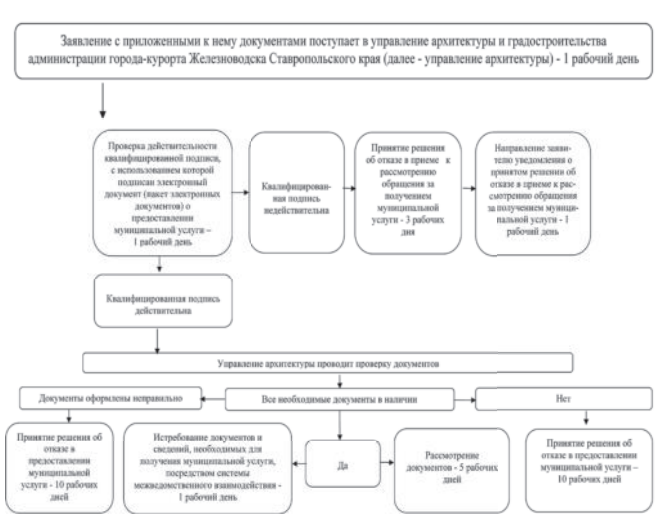 Заявление с приложенными к нему документами поступает в управление архитектуры и градостроительства
администрации города-курорта Железноводска Ставропольского края (далее - управление архитектуры) - 1 рабочий день
Проверка действительности
квалифицированной подписи,
с использованием которой
подписан электронный
документ (пакет электронных
документов) о
предоставлении
муниципальной услуги –
1 рабочий день
Квалифицирован-
ная подпись
недействительна
Принятие решения
об отказе в приеме к
рассмотрению
обращения за
получением
муниципальной
услуги - 3 рабочих
дня
Направление заяви-
телю уведомления о
принятом решении об
отказе в приеме к рас-
смотрению обращения
за получением муници-
пальной услуги - 1
рабочий день
Квалифицированная подпись
действительна
Управление архитектуры проводит проверку документов
Документы оформлены неправильно
Все необходимые документы в наличии
Нет
Принятие решения об
отказе в
предоставлении
муниципальной
услуги - 10 рабочих
дней
Истребование документов и
сведений, необходимых для
получения муниципальной услуги,
посредством системы
межведомственного взаимодействия -
1 рабочий день
Да
Рассмотрение
документов - 5 рабочих
дней
Принятие решения об
отказе в предоставлении
муниципальной услуги –
10 рабочих дней